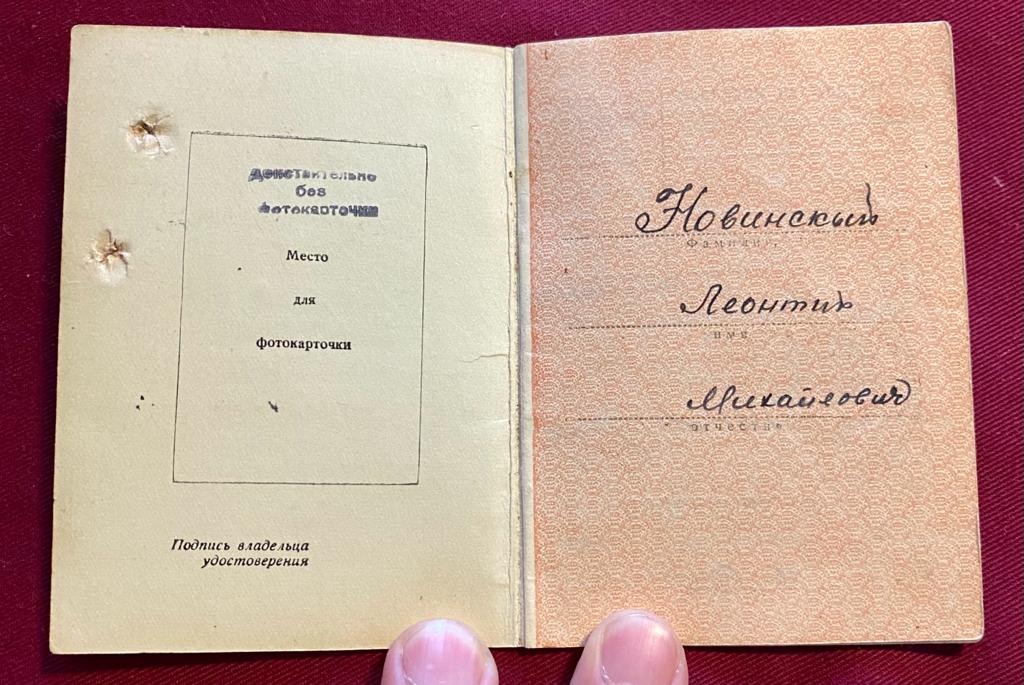 действительно
без
фотокарточки
Место
для
фотокарточки
Подпись владельца
удостоверения
Новинский
Фамилия
Леонтий
имя
Михайлович
отчество